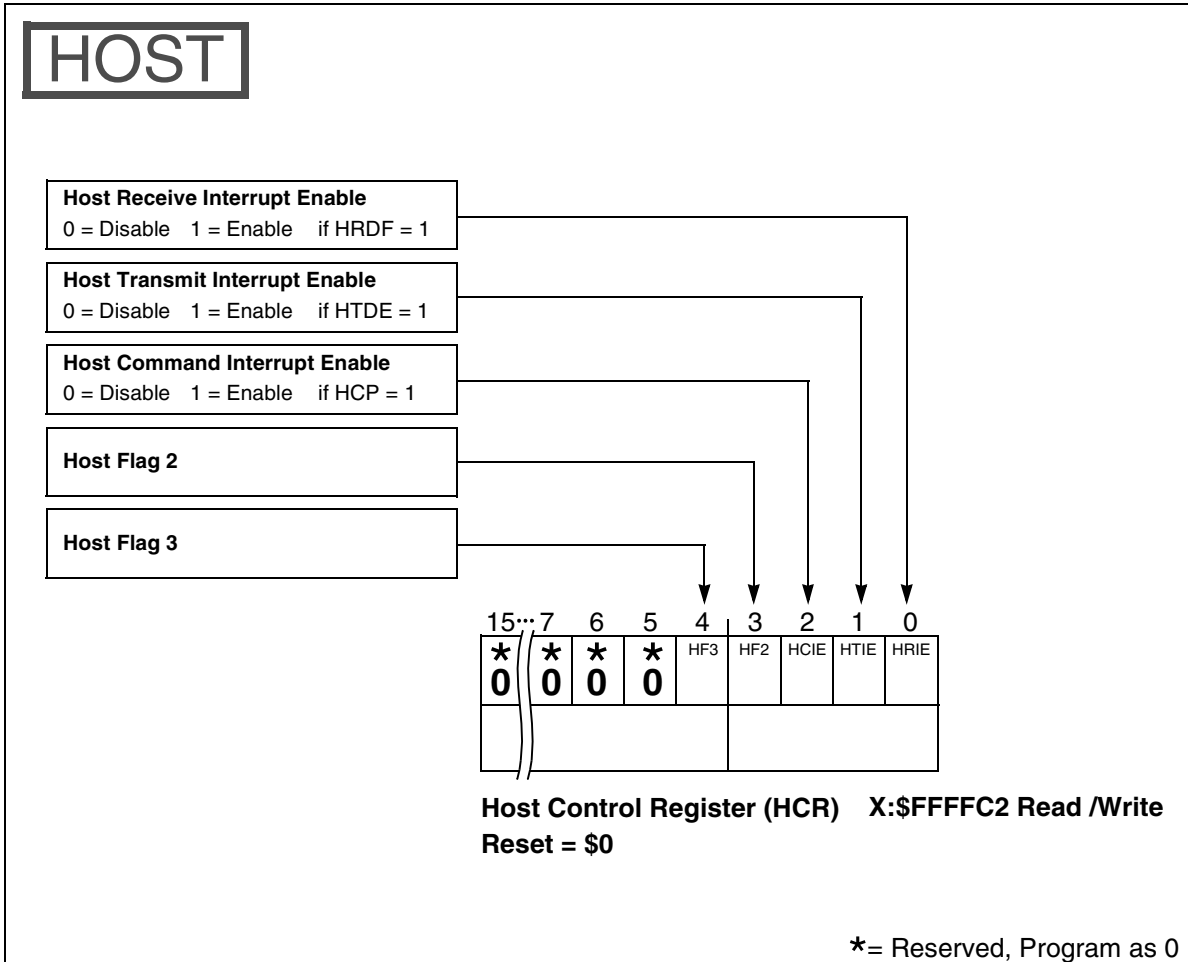 HOST
Host Receive Interrupt Enable
0 = Disable 1 = Enable if HRDF = 1
Host Transmit Interrupt Enable
0 = Disable 1 = Enable if HTDE = 1
Host Command Interrupt Enable
0 = Disable 1 = Enable if HCP = 1
Host Flag 2
Host Flag 3
15 ··· 7 6 5 4 3 2 1 0
* * * * HF3 HF2 HCIE HTIE HRIE
0 0 0 0
Host Control Register (HCR) X:$FFFFC2 Read /Write
Reset = $0
*= Reserved, Program as 0